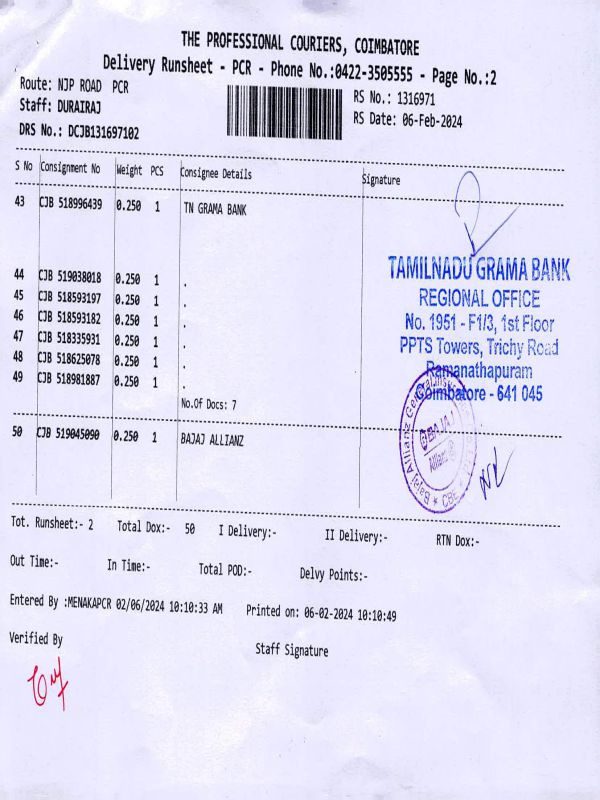 THE PROFESSIONAL COURIERS, COIMBATORE
Delivery Runsheet - PCR - Phone No.:0422-3505555 - Page No.:2
Route: NJP ROAD PCR
RS No.: 1316971
Staff: DURAIRAJ
RS Date: 06-Feb-2024
DRS No.: DCJB131697102
S No Consignment No Weight PCS Consignee Details Signature
43 CJB 518996439 0.250 1 TN GRAMA BANK
44 CJB 519038018 0.250 1 .
45 CJB 518593197 0.250 1 .
46 CJB 518593182 0.250 1 .
47 CJB 518335931 0.250 1 .
48 CJB 518625078 0.250 1 .
49 CJB 518981887 0.250 1 .
No.Of Docs: 7
TAMILNADU GRAMA BANK
REGIONAL OFFICE
No. 1951 - F1/3, 1st Floor
PPTS Towers, Trichy Road
Ramanathapuram
Coimbatore - 641 045
50 CJB 519045090 0.250 1 BAJAJ ALLIANZ
Bajaj Allianz General
CBE
BAJAJ
Allianz
Tot. Runsheet:- 2 Total Dox:- 50 I Delivery:- II Delivery:- RTN Dox:-
Out Time:- In Time:- Total POD:- Delvy Points:-
Entered By :MENAKAPCR 02/06/2024 10:10:33 AM Printed on: 06-02-2024 10:10:49
Verified By
Staff Signature